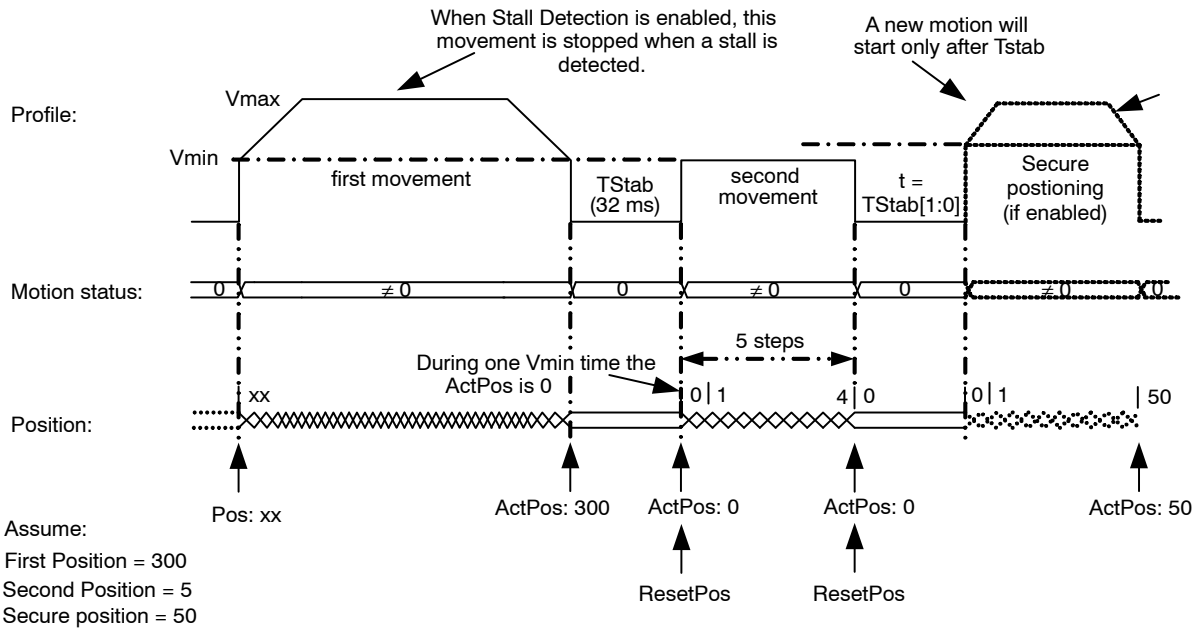 When Stall Detection is enabled, this
movement is stopped when a stall is
detected.
A new motion will
start only after Tstab
Profile:
Vmax
Vmin
first movement
TStab
(32 ms)
second
movement
t =
TStab[1:0]
Secure
postioning
(if enabled)
Motion status:
0
≠ 0
0
≠ 0
0
≠ 0
0
5 steps
During one Vmin time the
ActPos is 0
Position:
xx
0 | 1
4 | 0
0 | 1
50
Pos: xx
ActPos: 300
ActPos: 0
ActPos: 0
ActPos: 50
ResetPos
ResetPos
Assume:
First Position = 300
Second Position = 5
Secure position = 50